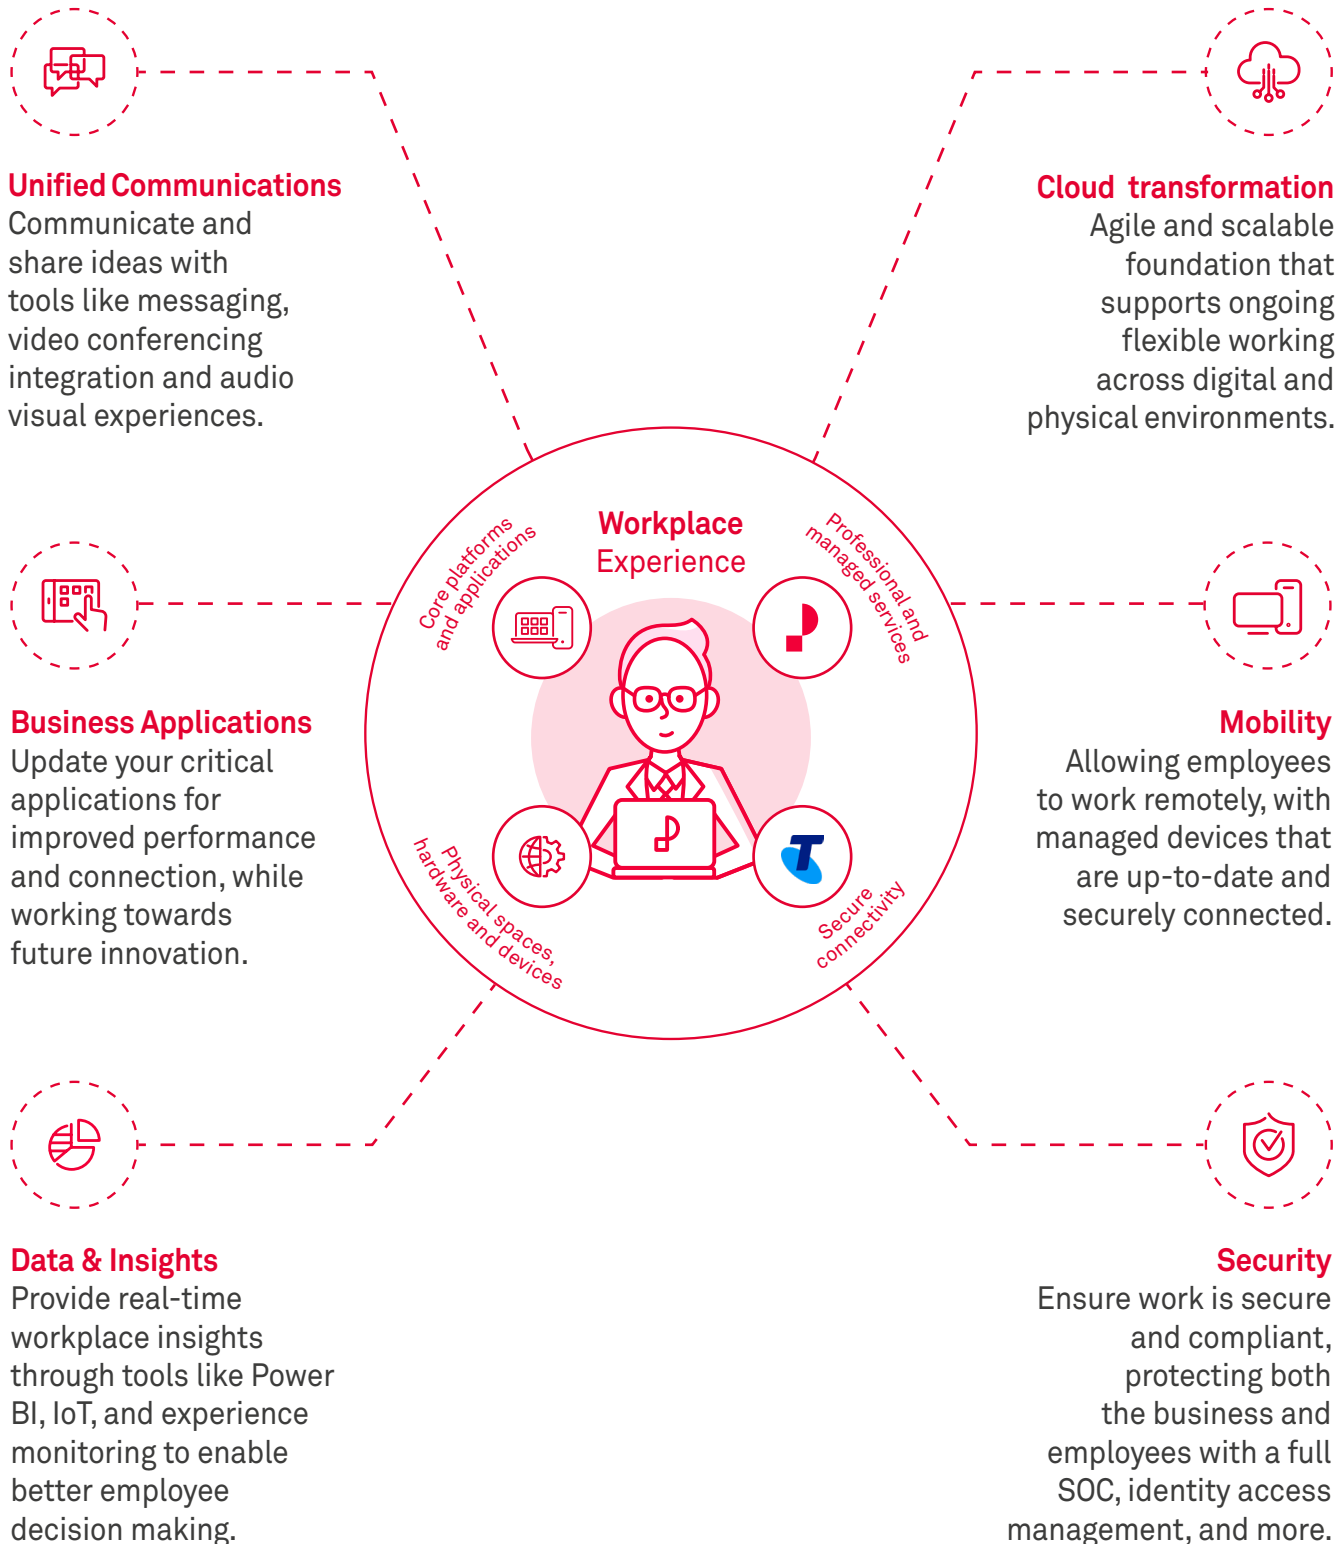 Unified Communications
Communicate and
share ideas with
tools like messaging,
video conferencing
integration and audio
visual experiences.
Cloud transformation
Agile and scalable
foundation that
supports ongoing
flexible working
across digital and
physical environments.
Workplace
Experience
Core platforms
and applications
Professional and
managed services
Physical spaces,
hardware and devices
Secure
connectivity
T
Business Applications
Update your critical
applications for
improved performance
and connection, while
working towards
future innovation.
Mobility
Allowing employees
to work remotely, with
managed devices that
are up-to-date and
securely connected.
Data & Insights
Provide real-time
workplace insights
through tools like Power
BI, IoT, and experience
monitoring to enable
better employee
decision making.
Security
Ensure work is secure
and compliant,
protecting both
the business and
employees with a full
SOC, identity access
management, and more.